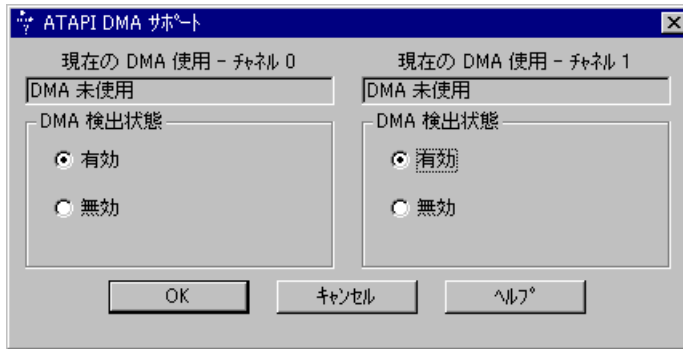 ATAPI DMA ｻﾎﾟｰﾄ
現在の DMA 使用 - ﾁｬﾈﾙ 0
DMA 未使用
DMA 検出状態
有効
無効
現在の DMA 使用 - ﾁｬﾈﾙ 1
DMA 未使用
DMA 検出状態
有効
無効
OK
ｷｬﾝｾﾙ
ﾍﾙﾌﾟ